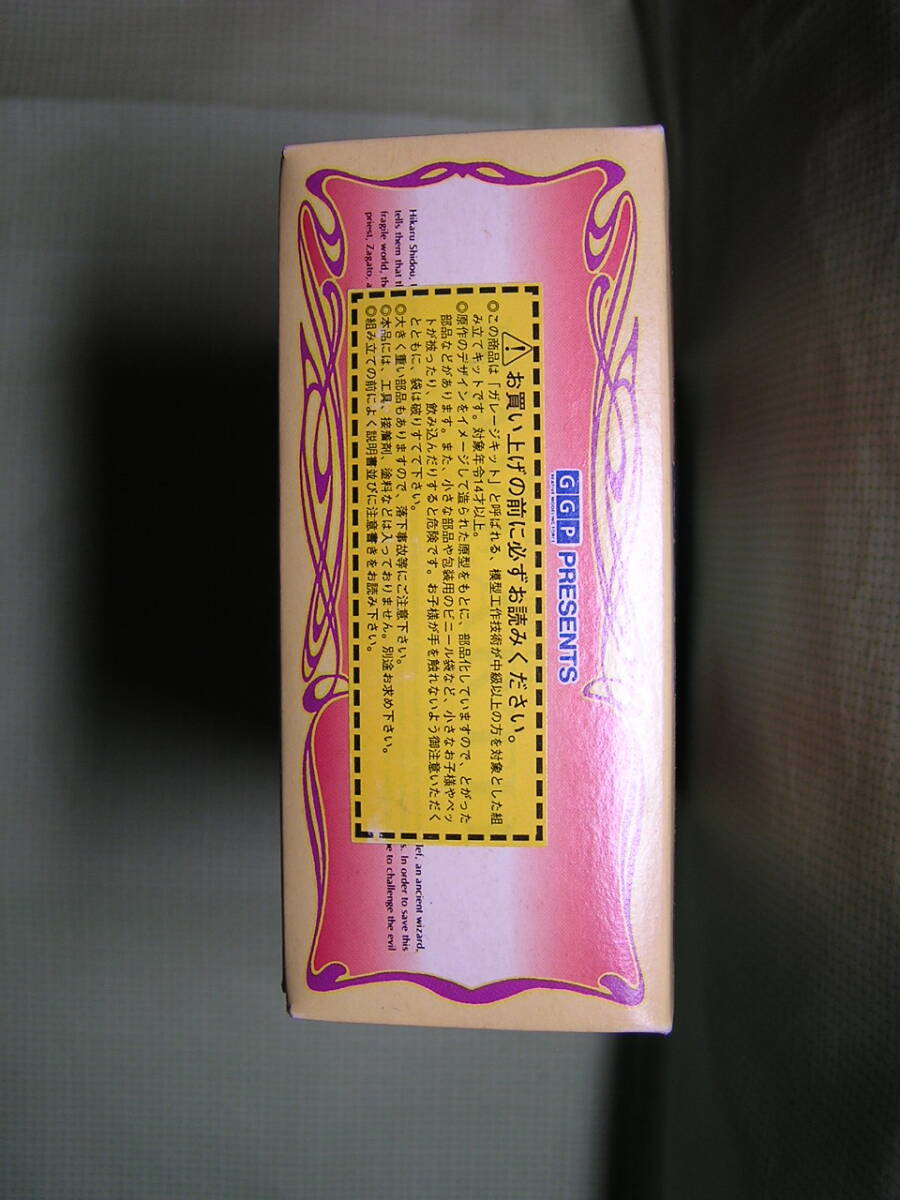 GGP PRESENTS
⚠ お買い上げの前に必ずお読みください。
◎この商品は「ガレージキット」と呼ばれる、模型工作技術が中級以上の方を対象とした組
み立てキットです。対象年令14才以上。
◎原作のデザインをイメージして造られた原型をもとに、部品化していますので、とがった
部品などがあります。また、小さな部品や包装用のビニール袋など、小さなお子様やペッ
トが被ったり、飲み込んだりすると危険です。お子様が手を触れないよう御注意いただく
とともに、袋は破りすてて下さい。
◎大きく重い部品もありますので、落下事故等にご注意下さい。
◎本品には、工具、接着剤、塗料などは入っておりません。別途お求め下さい。
◎組み立ての前によく説明書並びに注意書きをお読み下さい。
Hikaru Shidou, an ancient wizard,
tells them that In order to save this
fragile world, to challenge the evil
priest, Zagato,